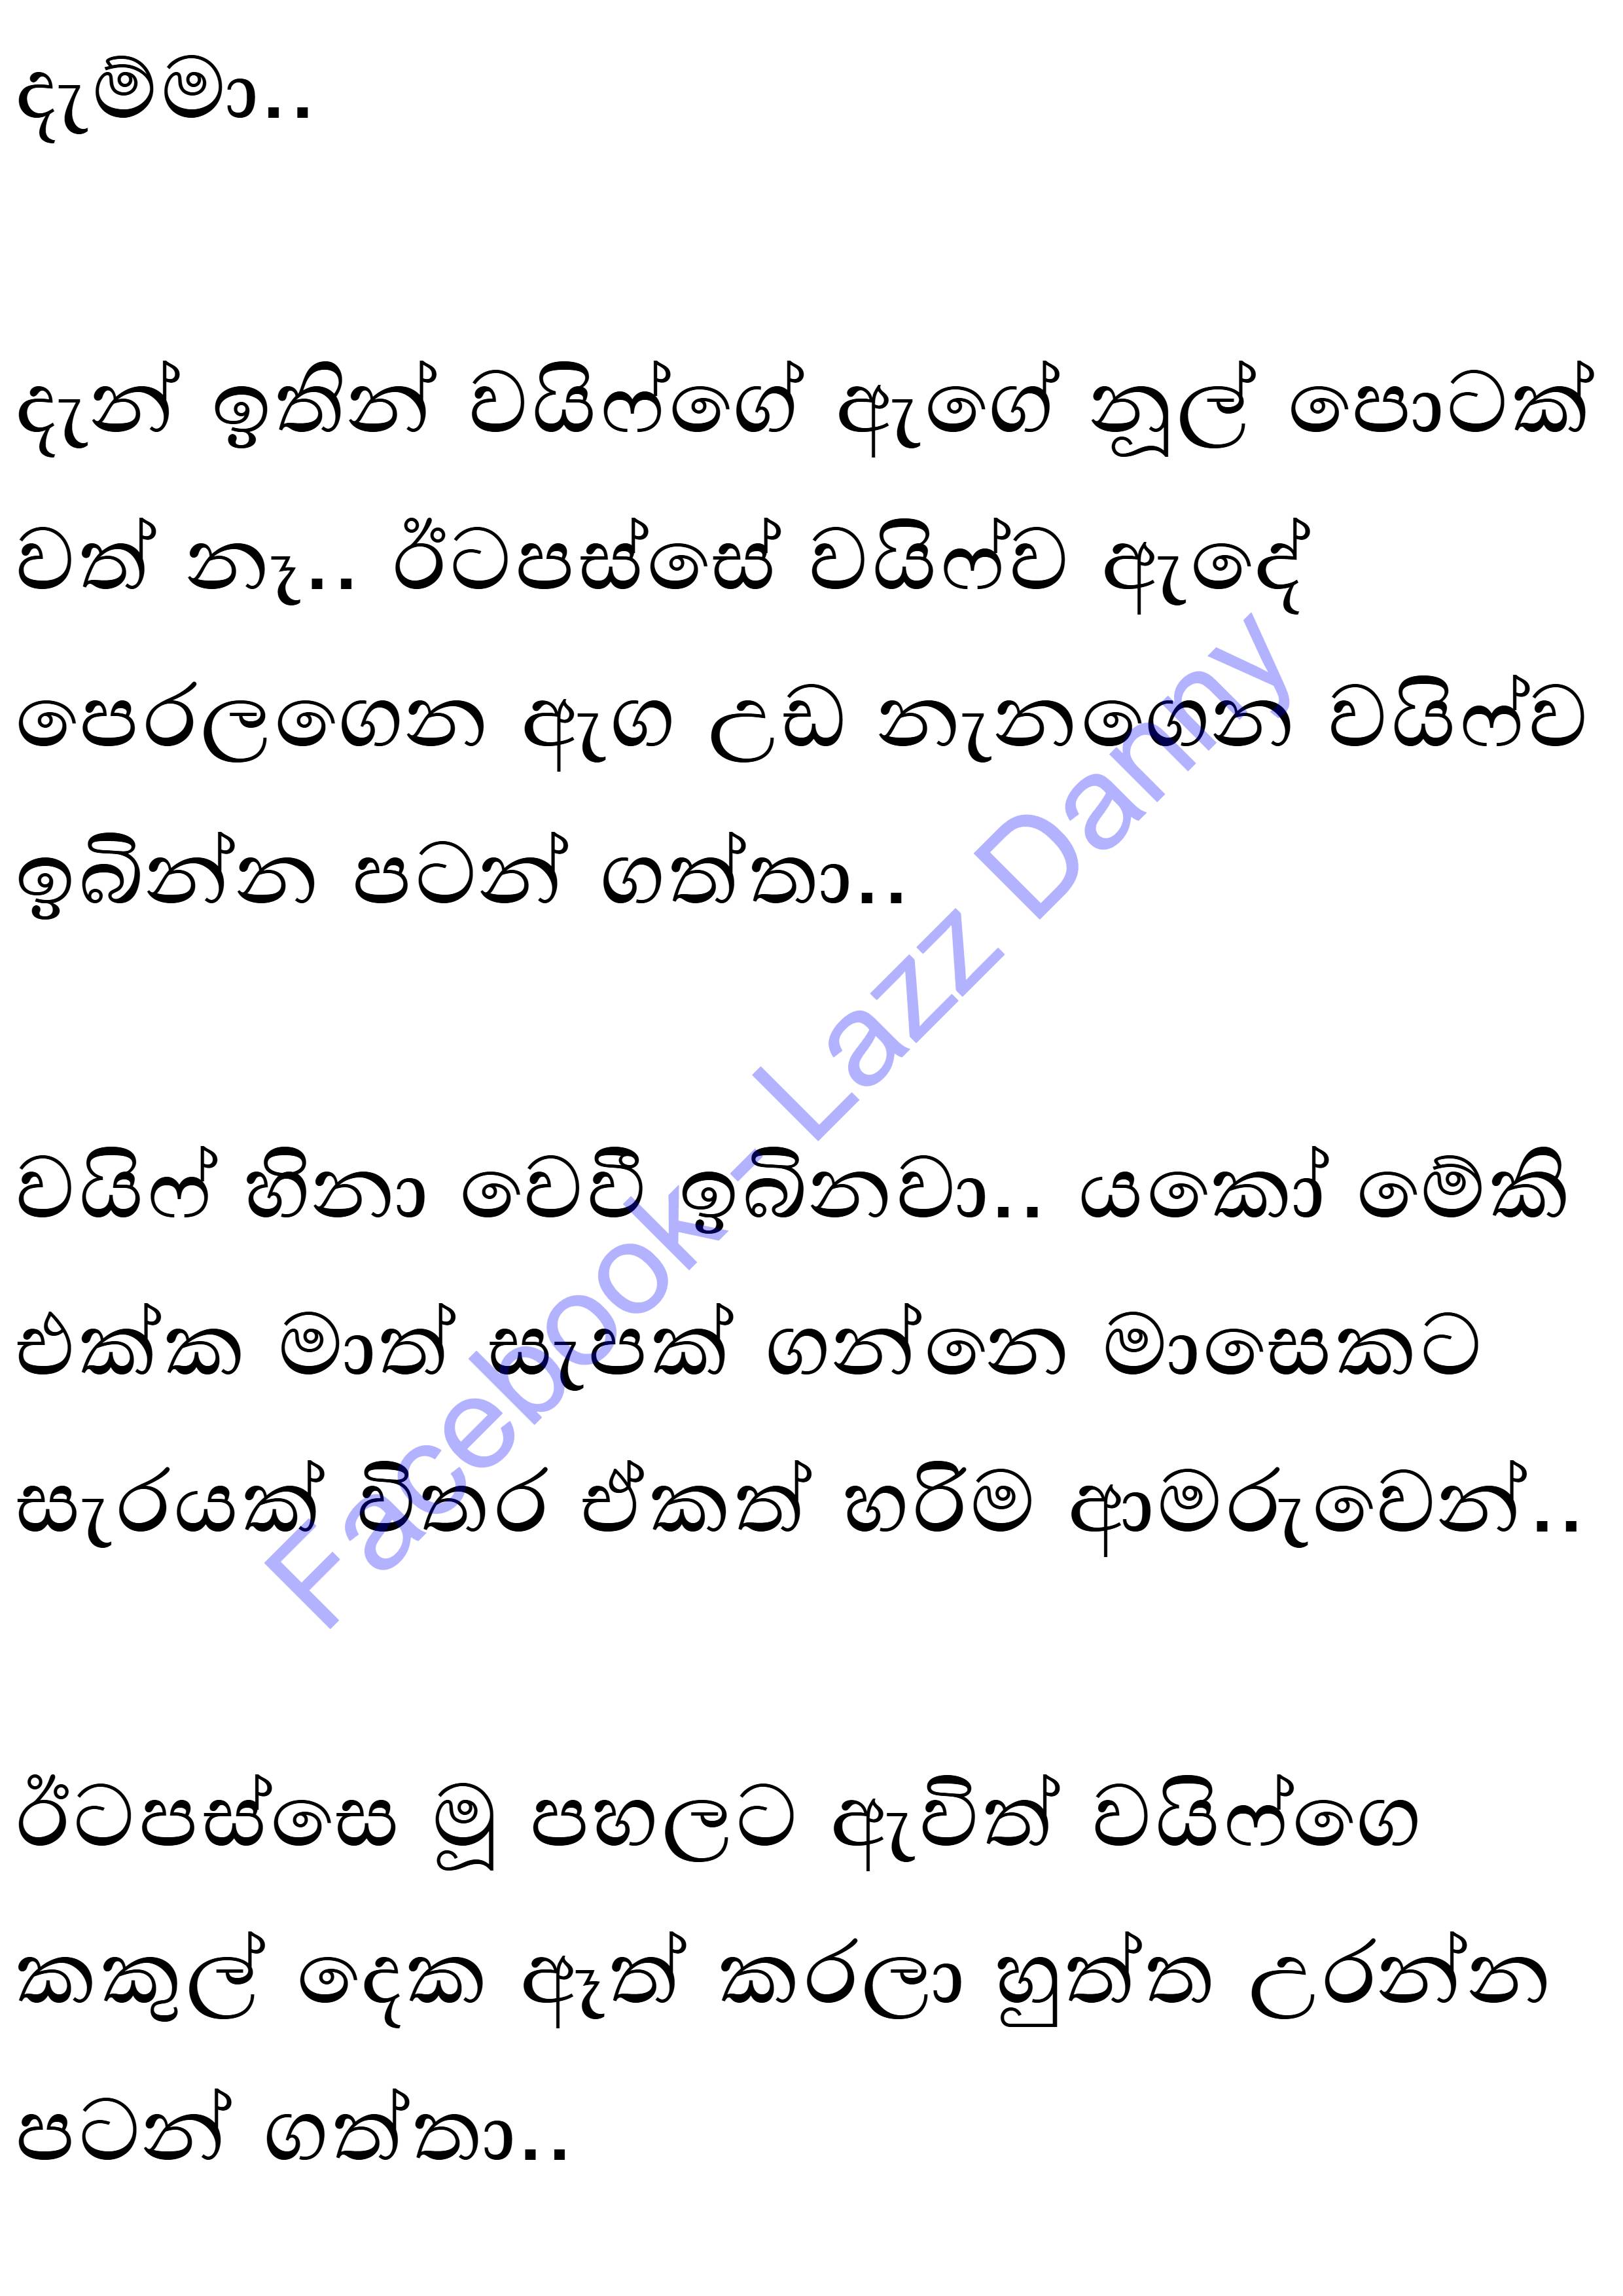 දැම්මා..
දැන් ඉතින් වයිෆ්ගේ ඇගේ නූල් පොටක්
වත් නෑ.. ඊටපස්සේ වයිෆ්ව ඇදේ
පෙරලගෙන ඇග උඩ නැනගෙන වයිෆ්ව
ඉබින්න පටන් ගත්තා..
වයිෆ් හිනා වෙවී ඉබිනවා.. යකෝ මේකි
එක්ක මාත් සැපක් ගන්නෙ මාසෙකට
සැරයක් විතර ඒකත් හරිම ආමරුවෙන්..
ඊටපස්සෙ මූ පහලට ඇවිත් වයිෆ්ගෙ
කකුල් දෙක ඈත් කරලා හුත්ත උරන්න
පටන් ගත්තා..
Facebook- Lazz Danny